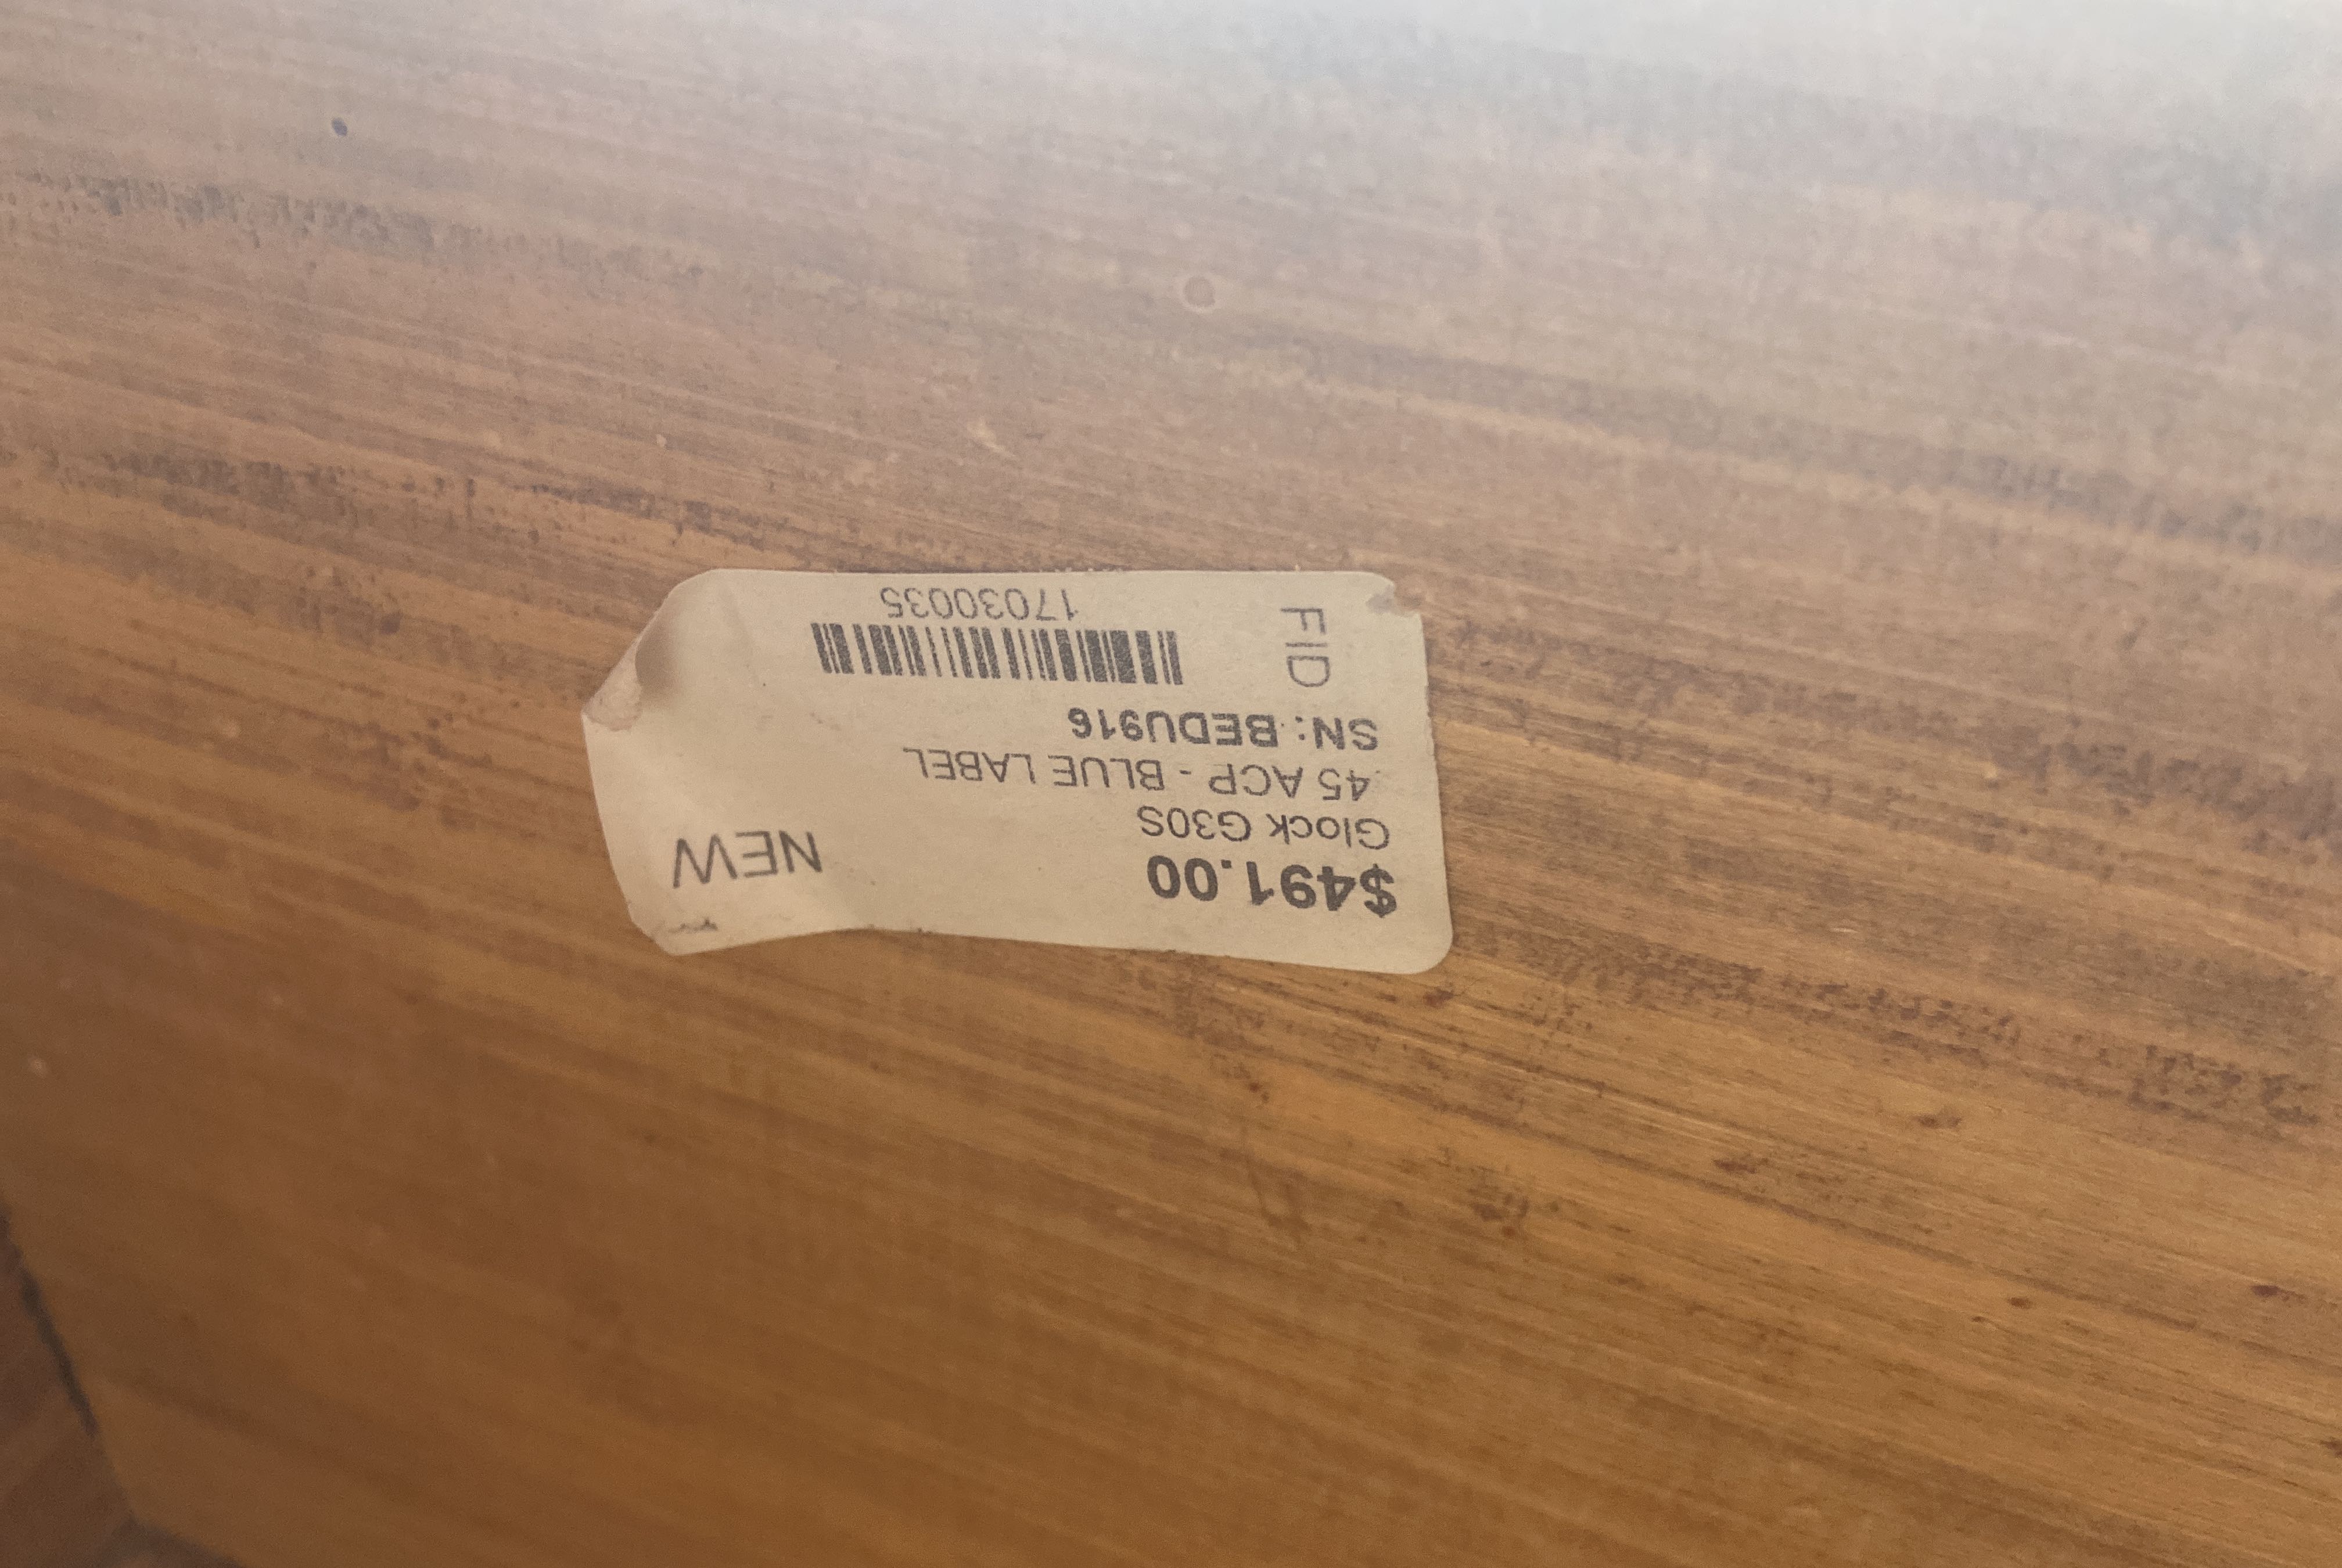 $491.00
NEW
Glock G30S
45 ACP - BLUE LABEL
SN: BEDU916
FID
17030035